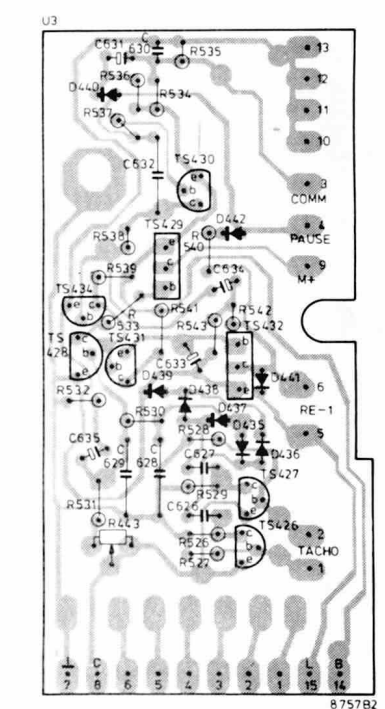 U3
C631
C
630
R535
13
R536
12
D440
R534
11
R537
10
TS430
C632
b
c
3
COMM
TS429
D442
4
R538
R
540
PAUSE
e
c
b
9
M+
R539
C634
TS434
R541
R542
R
533
R543
TS432
TS
428
TS431
C633
D441
D439
D438
6
R532
RE-1
D437
R530
D435
5
R528
C635
C
629
C
628
C627
D436
TS427
R529
R531
C626
TS426
R443
R526
2
TACHO
R527
1
⊥ C L B
7 8 6 5 4 3 2 1 15 14
8757B2